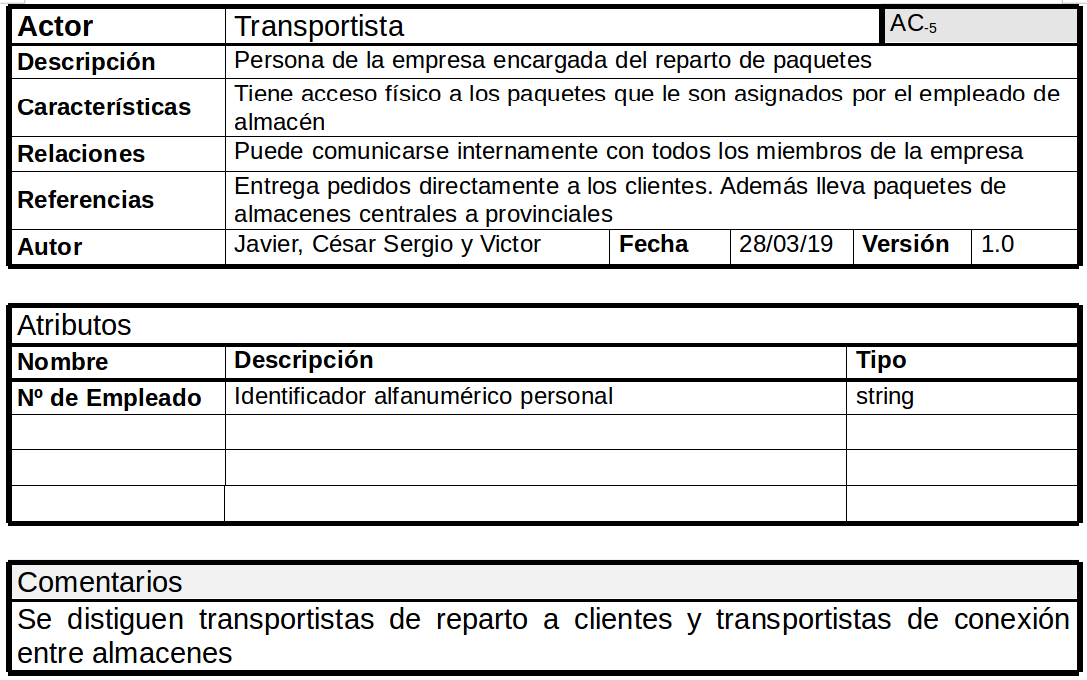 Actor Transportista AC-5
Descripción Persona de la empresa encargada del reparto de paquetes
Características Tiene acceso físico a los paquetes que le son asignados por el empleado de
almacén
Relaciones Puede comunicarse internamente con todos los miembros de la empresa
Referencias Entrega pedidos directamente a los clientes. Además lleva paquetes de
almacenes centrales a provinciales
Autor Javier, César Sergio y Victor Fecha 28/03/19 Versión 1.0
Atributos
Nombre Descripción Tipo
Nº de Empleado Identificador alfanumérico personal string
Comentarios
Se distiguen transportistas de reparto a clientes y transportistas de conexión
entre almacenes